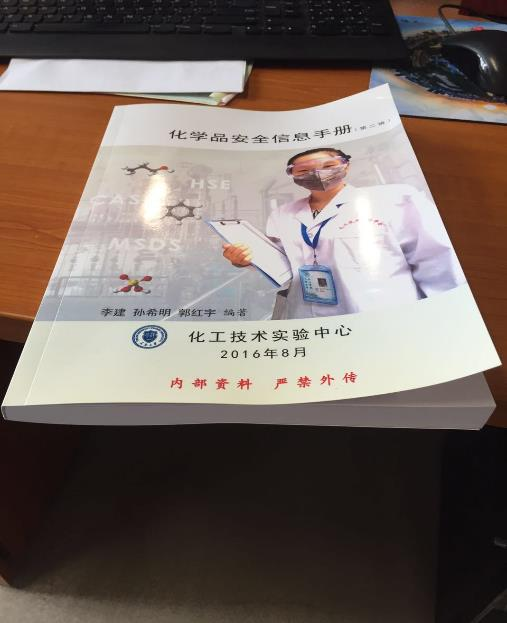 化学品安全信息手册（第二辑）
HSE
CAS
MSDS
李建 孙希明 郭红宇 编著
化工技术实验中心
2016年8月
内部资料 严禁外传